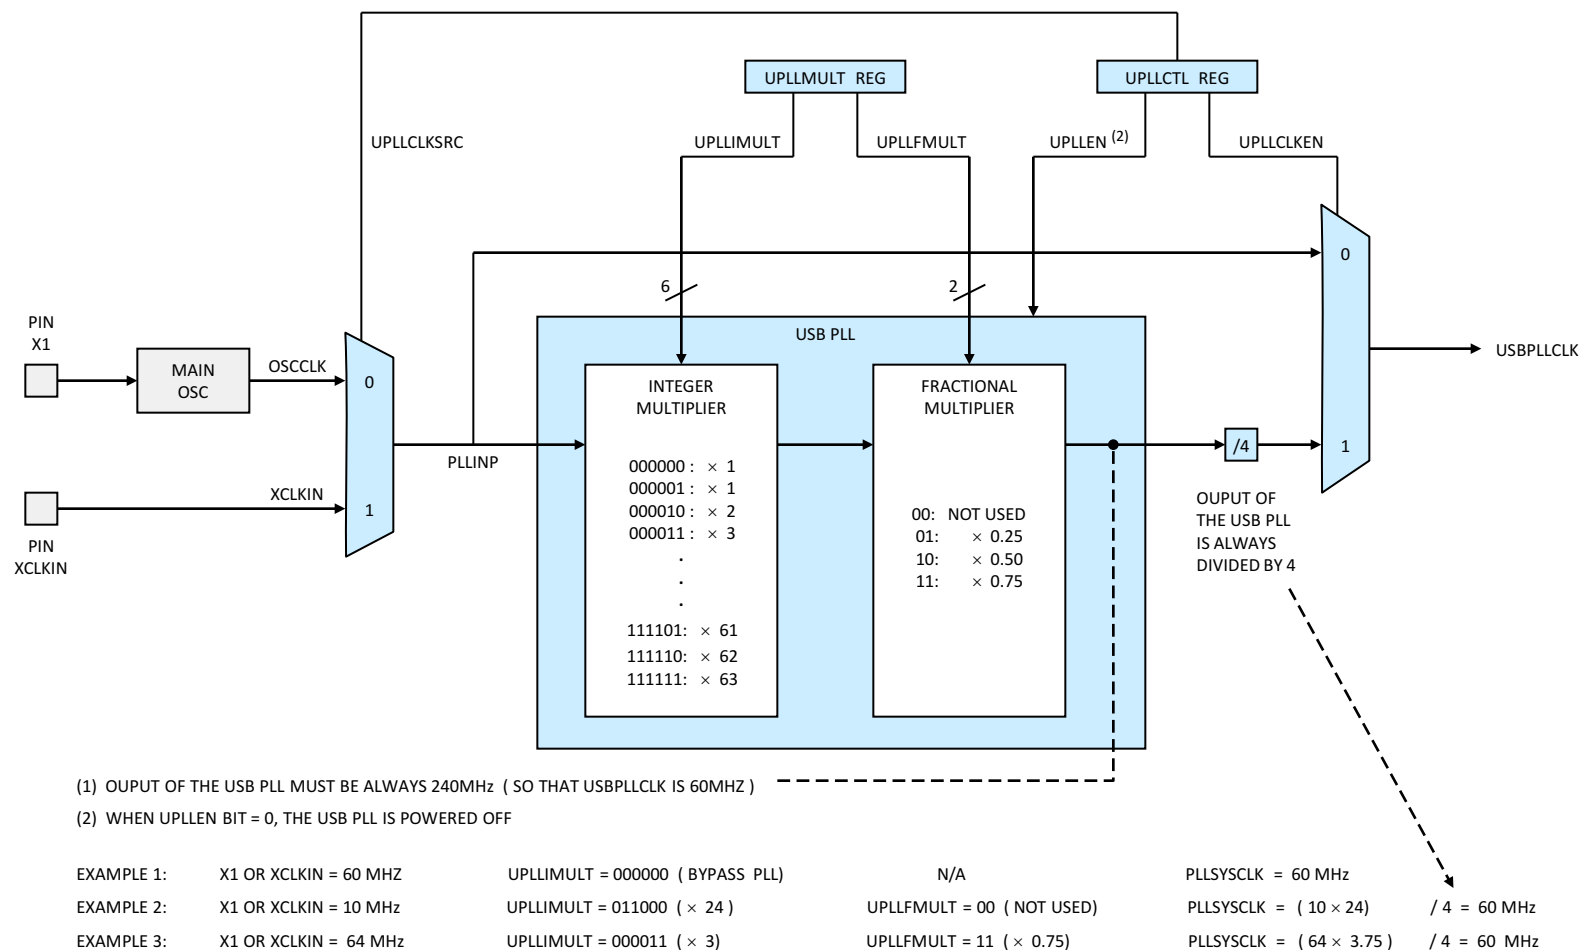 UPLLMULT REG
UPLLCTL REG
UPLLCLKSRC
UPLLIMULT
UPLLFMULT
UPLLEN (2)
UPLLCLKEN
0
6
2
PIN
X1
USB PLL
MAIN
OSC
OSCCLK
0
USBPLLCLK
INTEGER
MULTIPLIER
FRACTIONAL
MULTIPLIER
PLLINP
/4
1
000000 : × 1
000001 : × 1
000010 : × 2
000011 : × 3
.
.
.
111101: × 61
111110: × 62
111111: × 63
XCLKIN
1
PIN
XCLKIN
00: NOT USED
01: × 0.25
10: × 0.50
11: × 0.75
OUPUT OF
THE USB PLL
IS ALWAYS
DIVIDED BY 4
(1) OUPUT OF THE USB PLL MUST BE ALWAYS 240MHz ( SO THAT USBPLLCLK IS 60MHZ )
(2) WHEN UPLLEN BIT = 0, THE USB PLL IS POWERED OFF
EXAMPLE 1: X1 OR XCLKIN = 60 MHZ UPLLIMULT = 000000 ( BYPASS PLL) N/A PLLSYSCLK = 60 MHz
EXAMPLE 2: X1 OR XCLKIN = 10 MHz UPLLIMULT = 011000 ( × 24 ) UPLLFMULT = 00 ( NOT USED) PLLSYSCLK = ( 10 × 24) / 4 = 60 MHz
EXAMPLE 3: X1 OR XCLKIN = 64 MHz UPLLIMULT = 000011 ( × 3) UPLLFMULT = 11 ( × 0.75) PLLSYSCLK = ( 64 × 3.75 ) / 4 = 60 MHz